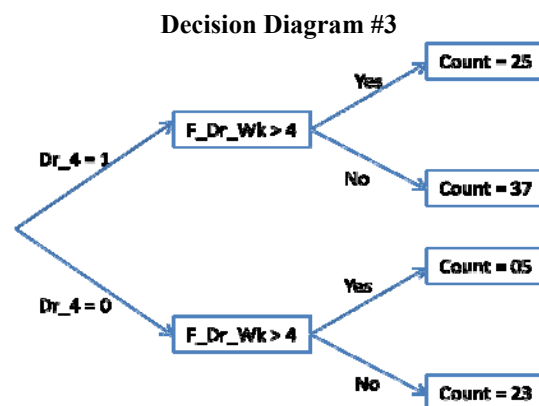 Decision Diagram #3
Yes
Count = 25
F_Dr_Wk > 4
Dr_4 = 1
No
Count = 37
Yes
Count = 05
Dr_4 = 0
F_Dr_Wk > 4
No
Count = 23